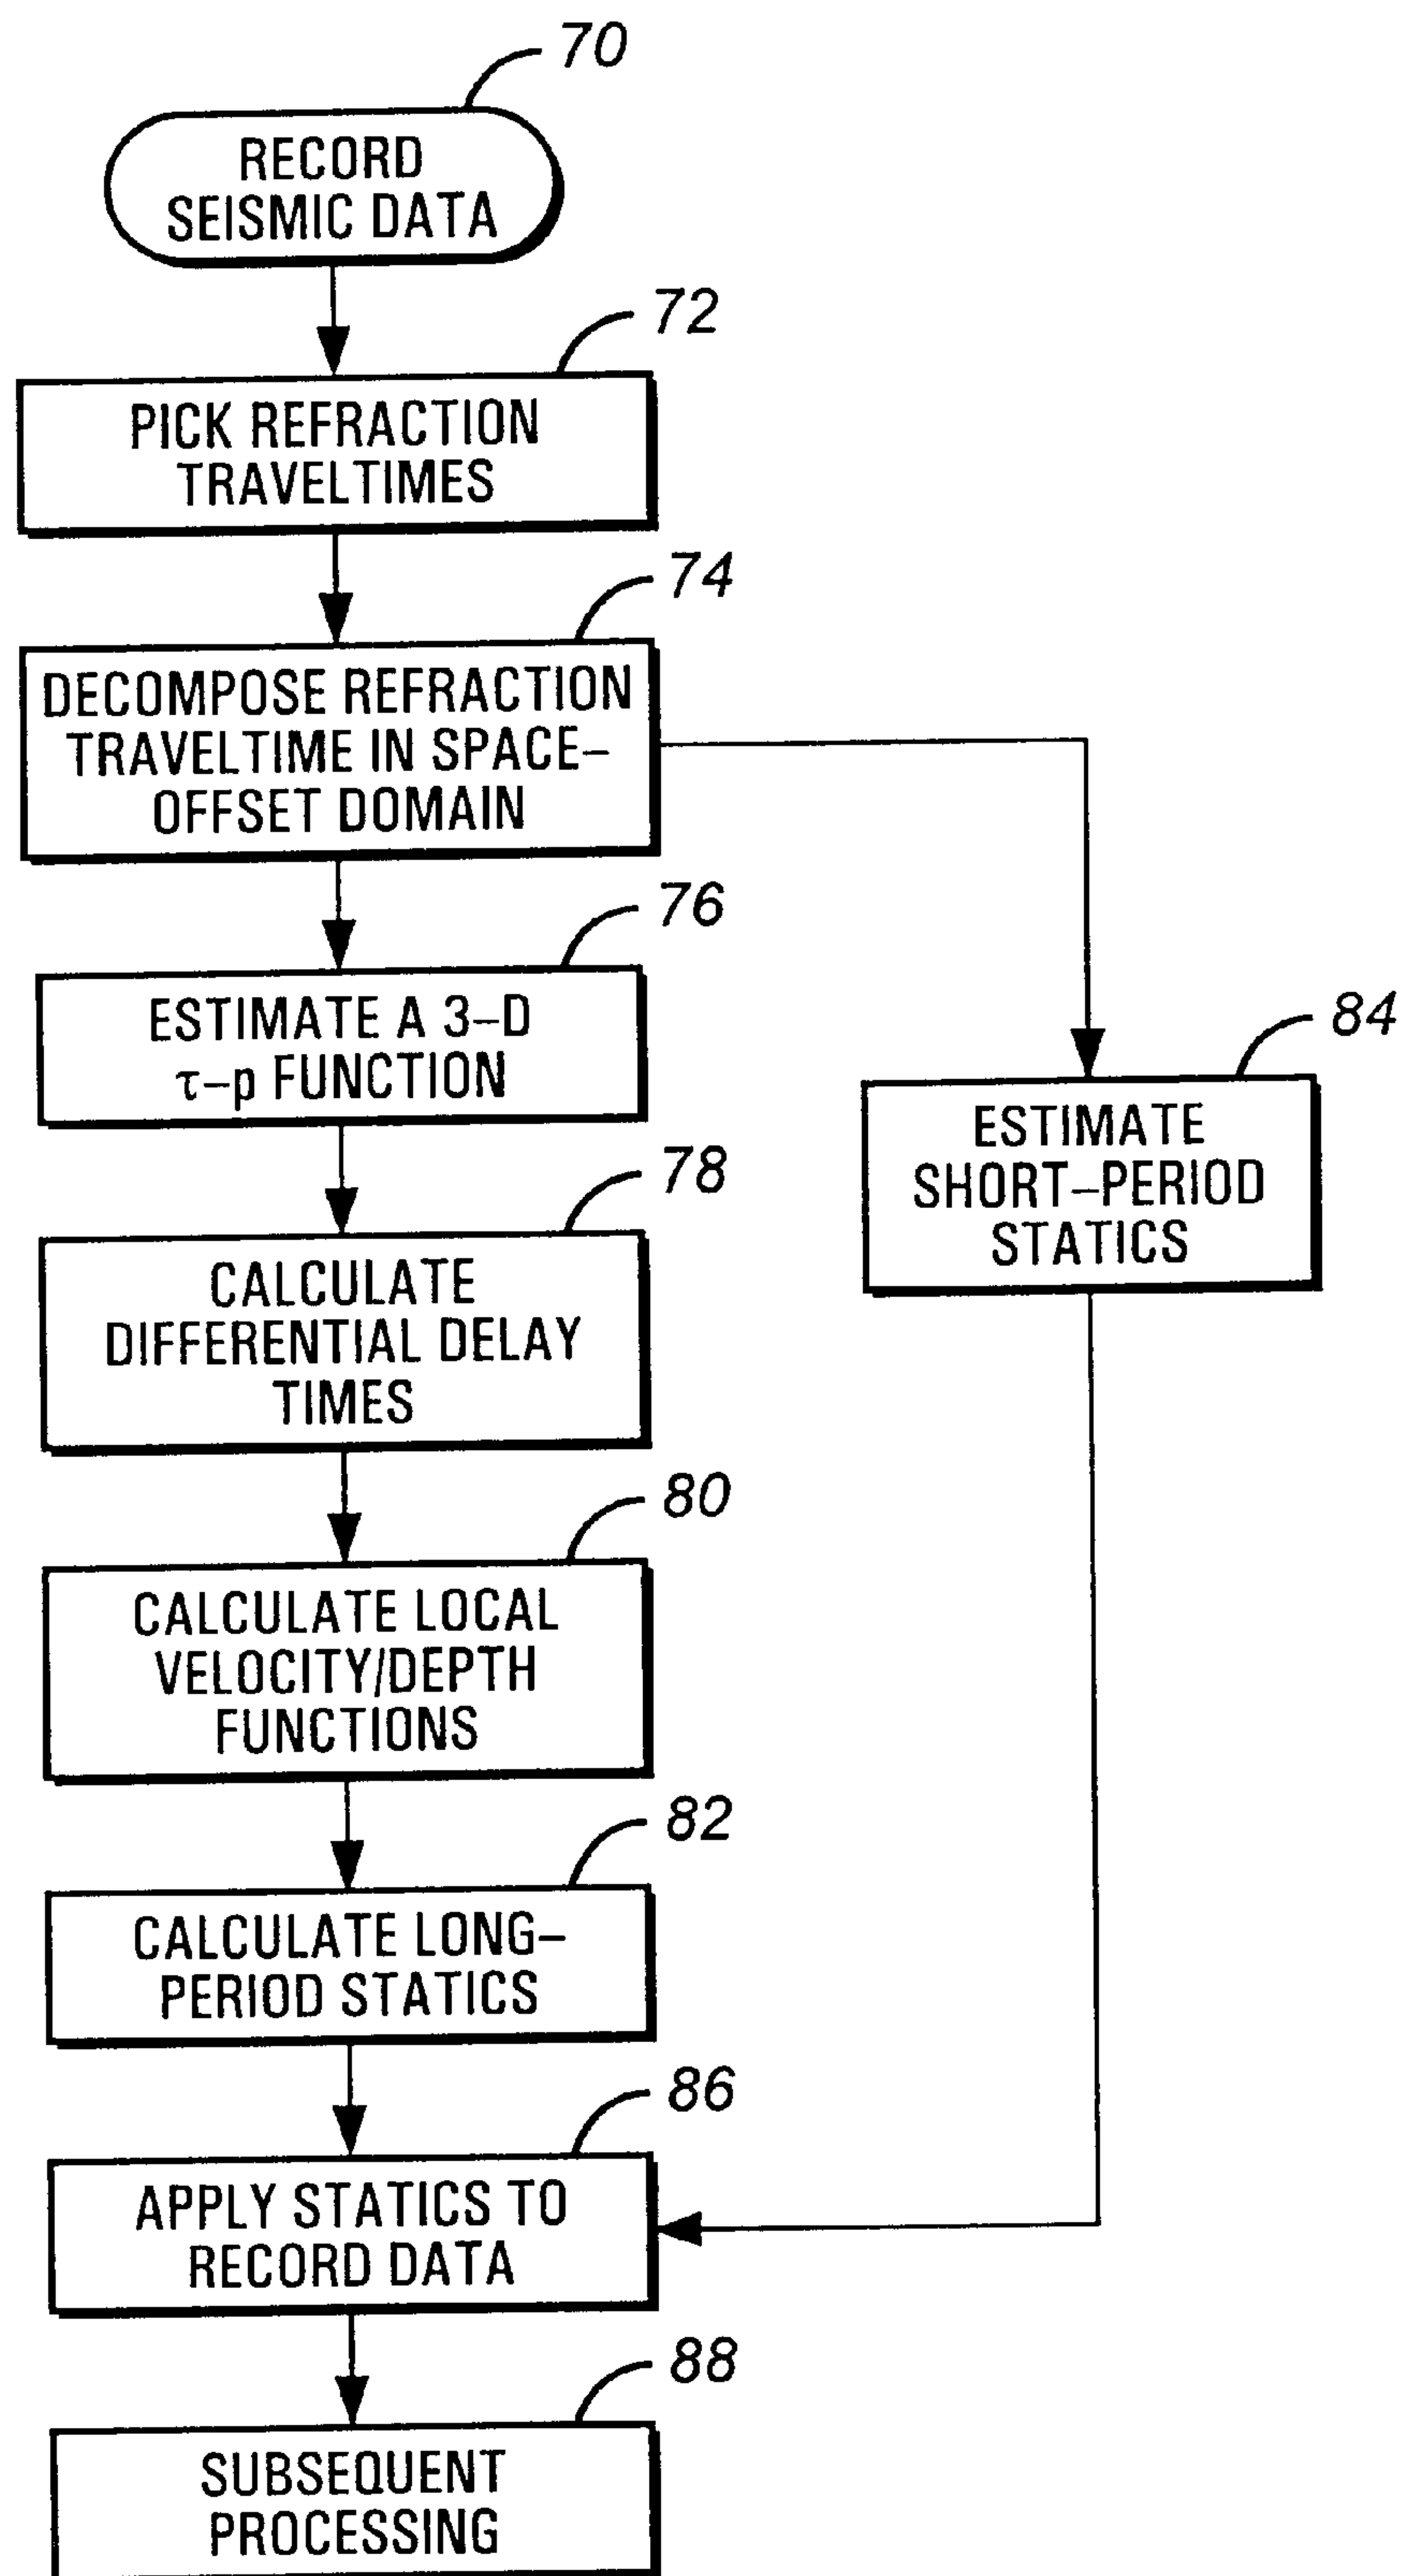 70
RECORD
SEISMIC DATA
72
PICK REFRACTION
TRAVELTIMES
74
DECOMPOSE REFRACTION
TRAVELTIME IN SPACE–
OFFSET DOMAIN
76
ESTIMATE A 3–D
τ–p FUNCTION
84
ESTIMATE
SHORT–PERIOD
STATICS
78
CALCULATE
DIFFERENTIAL DELAY
TIMES
80
CALCULATE LOCAL
VELOCITY/DEPTH
FUNCTIONS
82
CALCULATE LONG–
PERIOD STATICS
86
APPLY STATICS TO
RECORD DATA
88
SUBSEQUENT
PROCESSING